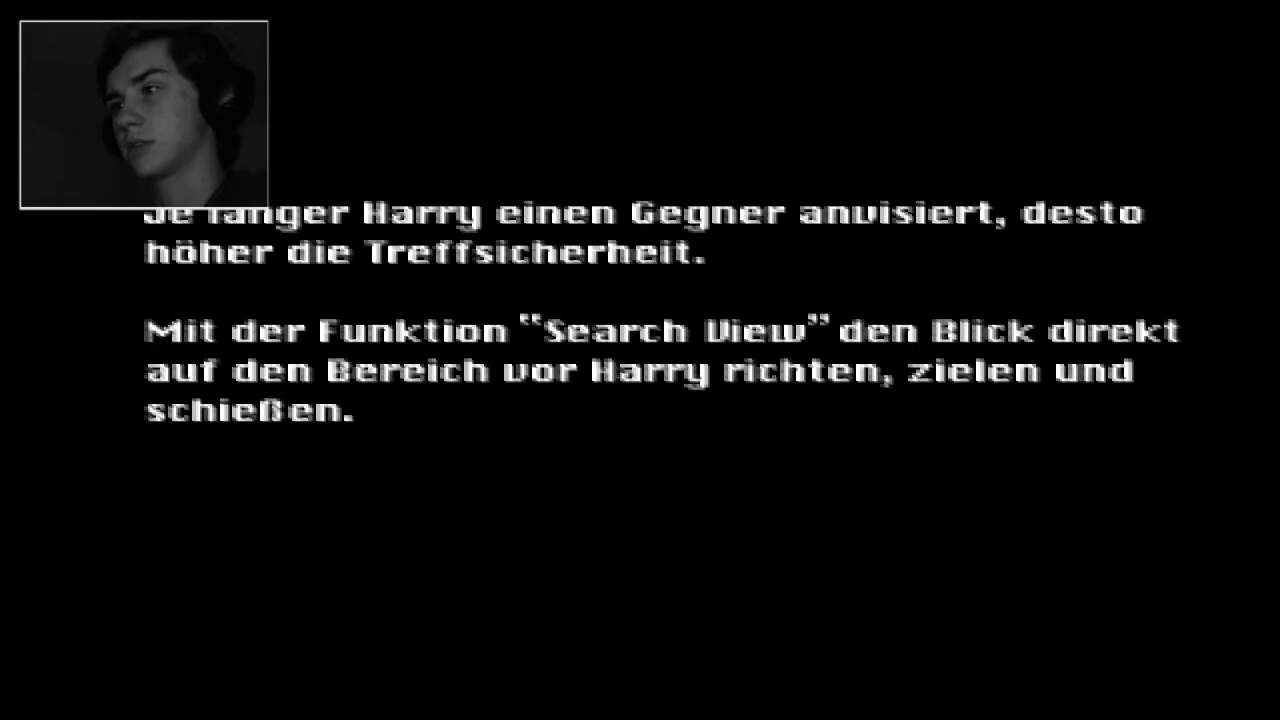 Je länger Harry einen Gegner anvisiert, desto
höher die Treffsicherheit.
Mit der Funktion “Search View” den Blick direkt
auf den Bereich vor Harry richten, zielen und
schießen.